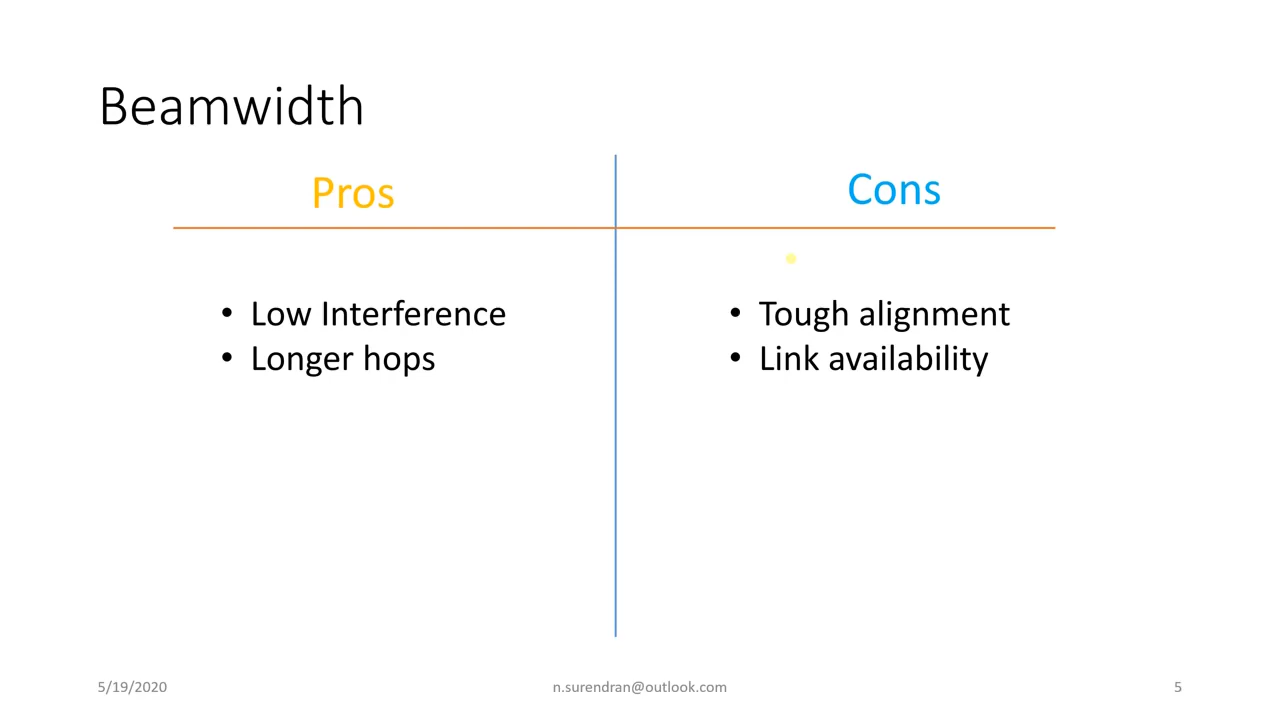 Beamwidth
Pros
Cons
• Low Interference
• Longer hops
• Tough alignment
• Link availability
5/19/2020
n.surendran@outlook.com
5